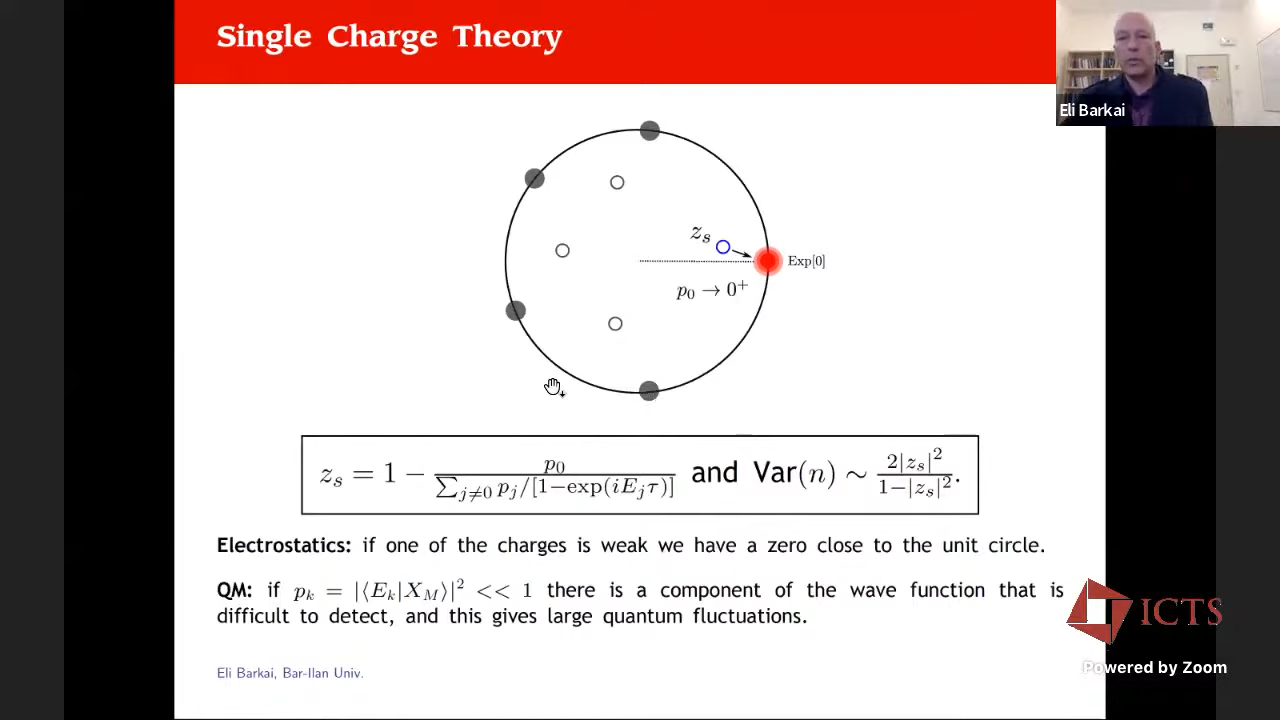 Single Charge Theory
Eli Barkai
z_s
Exp[0]
p_0 → 0^+
z_s = 1 − \frac{p_0}{\sum_{j≠0} p_j/[1−exp(iE_jτ)]} and Var(n) ∼ \frac{2|z_s|^2}{1−|z_s|^2}.
Electrostatics: if one of the charges is weak we have a zero close to the unit circle.
QM: if p_k = |⟨E_k|X_M⟩|^2 << 1 there is a component of the wave function that is
difficult to detect, and this gives large quantum fluctuations.
ICTS
Powered by Zoom
Eli Barkai, Bar-Ilan Univ.